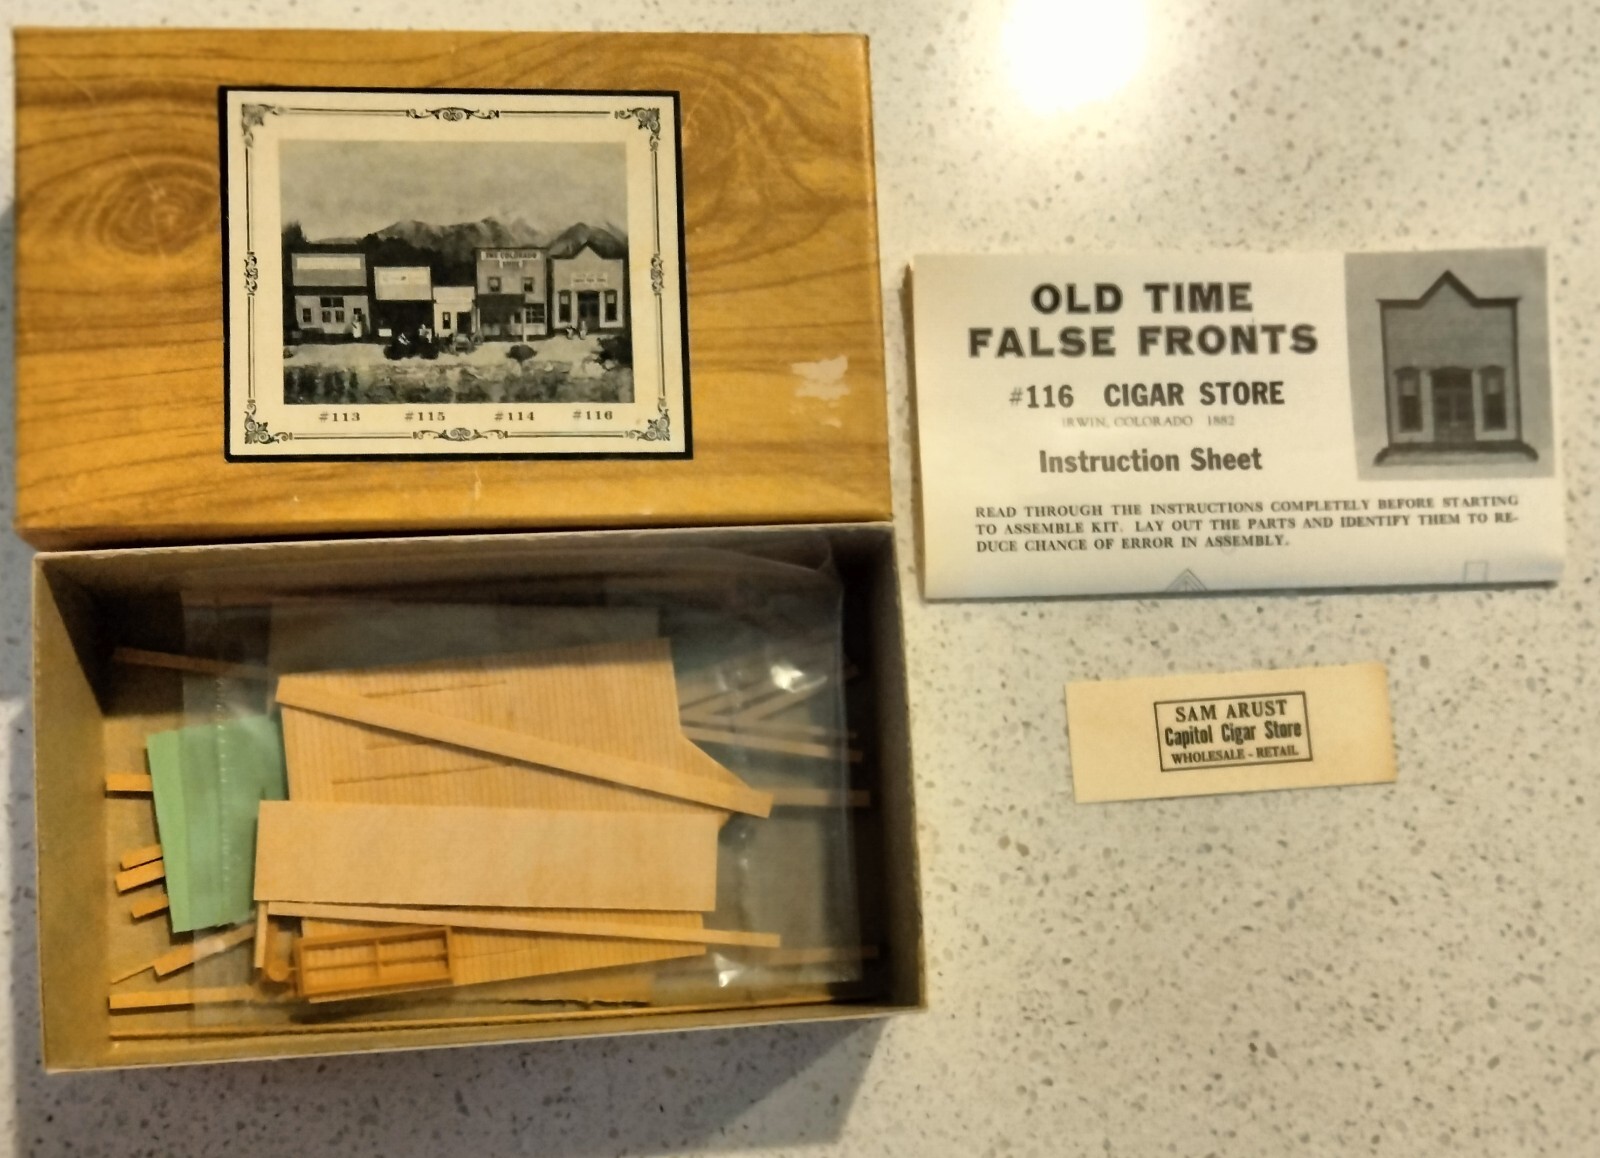 THE COLORADO
#113 #115 #114 #116
OLD TIME
FALSE FRONTS
#116 CIGAR STORE
IRWIN, COLORADO 1882
Instruction Sheet
READ THROUGH THE INSTRUCTIONS COMPLETELY BEFORE STARTING
TO ASSEMBLE KIT. LAY OUT THE PARTS AND IDENTIFY THEM TO RE-
DUCE CHANCE OF ERROR IN ASSEMBLY.
SAM ARUST
Capitol Cigar Store
WHOLESALE - RETAIL